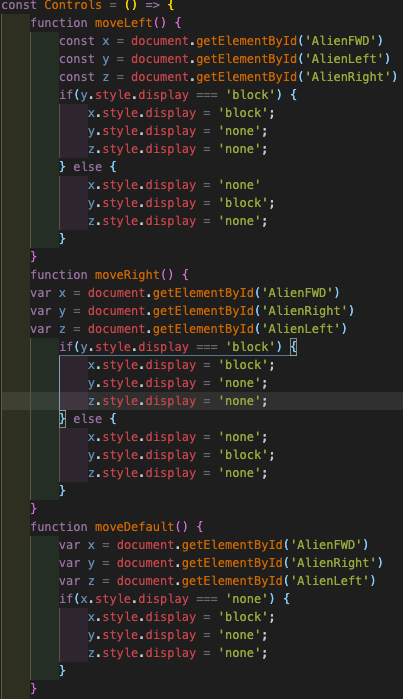 const Controls = () => {
    function moveLeft() {
        const x = document.getElementById('AlienFWD')
        const y = document.getElementById('AlienLeft')
        const z = document.getElementById('AlienRight')
        if(y.style.display === 'block') {
            x.style.display = 'block';
            y.style.display = 'none';
            z.style.display = 'none';
        } else {
            x.style.display = 'none'
            y.style.display = 'block';
            z.style.display = 'none';
        }
    }
    function moveRight() {
    var x = document.getElementById('AlienFWD')
    var y = document.getElementById('AlienRight')
    var z = document.getElementById('AlienLeft')
        if(y.style.display === 'block') {
            x.style.display = 'block';
            y.style.display = 'none';
            z.style.display = 'none';
        } else {
            x.style.display = 'none';
            y.style.display = 'block';
            z.style.display = 'none';
        }
    }
    function moveDefault() {
        var x = document.getElementById('AlienFWD')
        var y = document.getElementById('AlienRight')
        var z = document.getElementById('AlienLeft')
        if(x.style.display === 'none') {
            x.style.display = 'block';
            y.style.display = 'none';
            z.style.display = 'none';
        }
    }